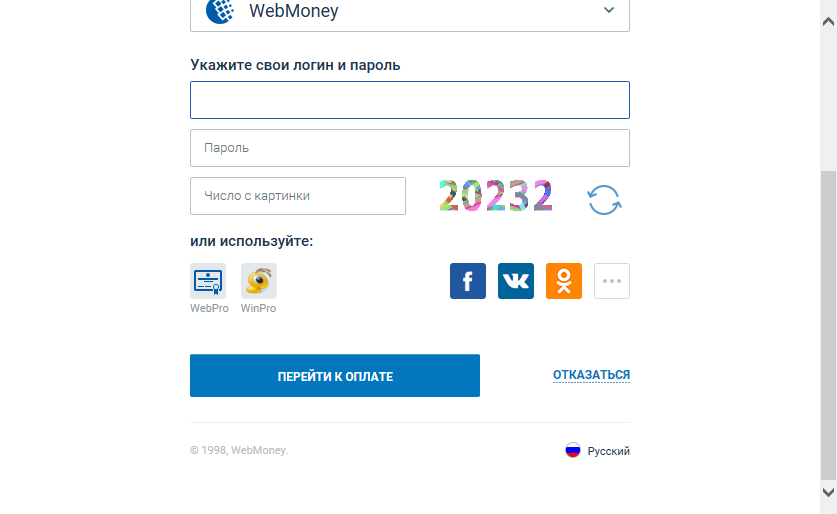 WebMoney
Укажите свои логин и пароль
Пароль
Число с картинки
20232
или используйте:
WebPro WinPro
ПЕРЕЙТИ К ОПЛАТЕ
ОТКАЗАТЬСЯ
© 1998, WebMoney.
Русский